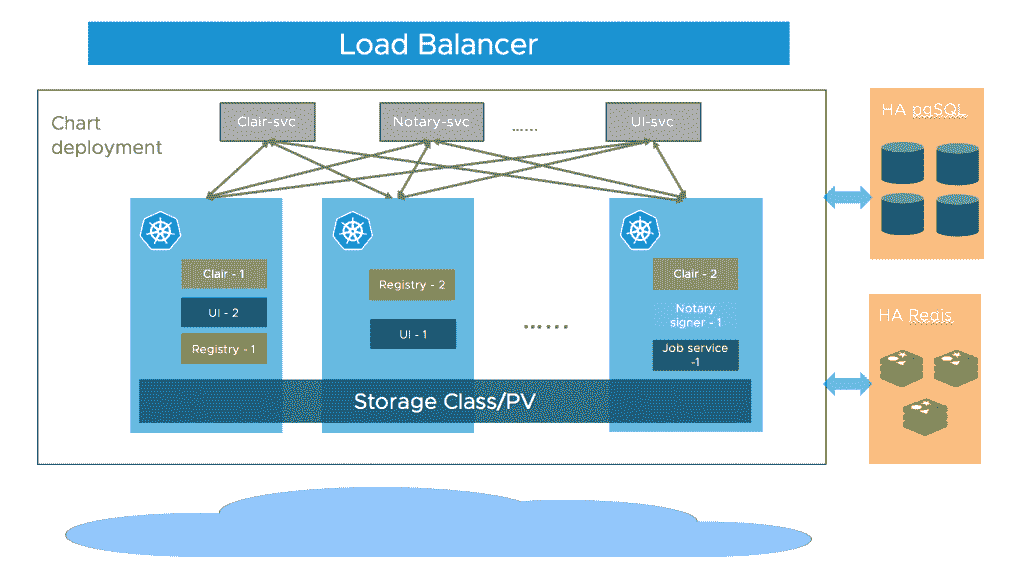 Load Balancer
Chart
deployment
Clair-svc
Notary-svc
......
UI-svc
HA pgSQL
Clair - 1
UI - 2
Registry - 1
Registry - 2
UI - 1
......
Clair - 2
Notary
signer - 1
Job service
-1
Storage Class/PV
HA Regis